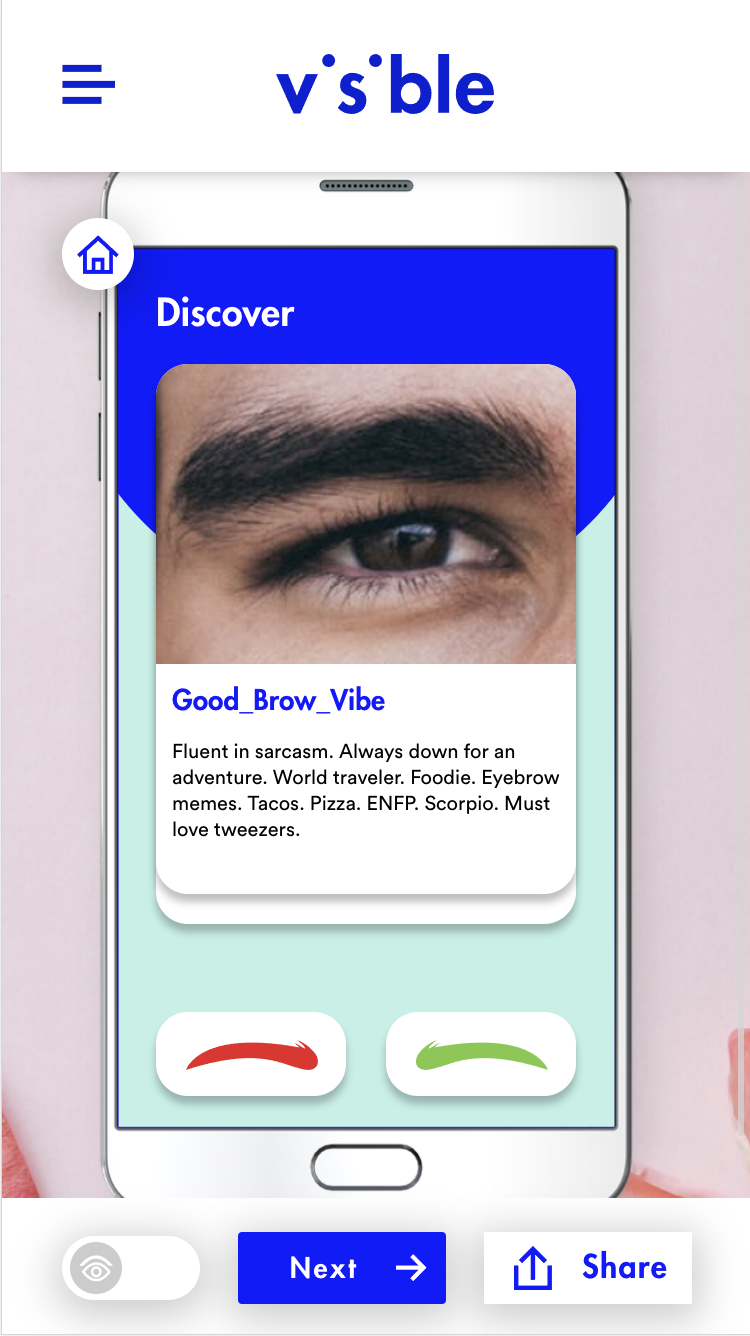 visible
Discover
Good_Brow_Vibe
Fluent in sarcasm. Always down for an
adventure. World traveler. Foodie. Eyebrow
memes. Tacos. Pizza. ENFP. Scorpio. Must
love tweezers.
Next
Share